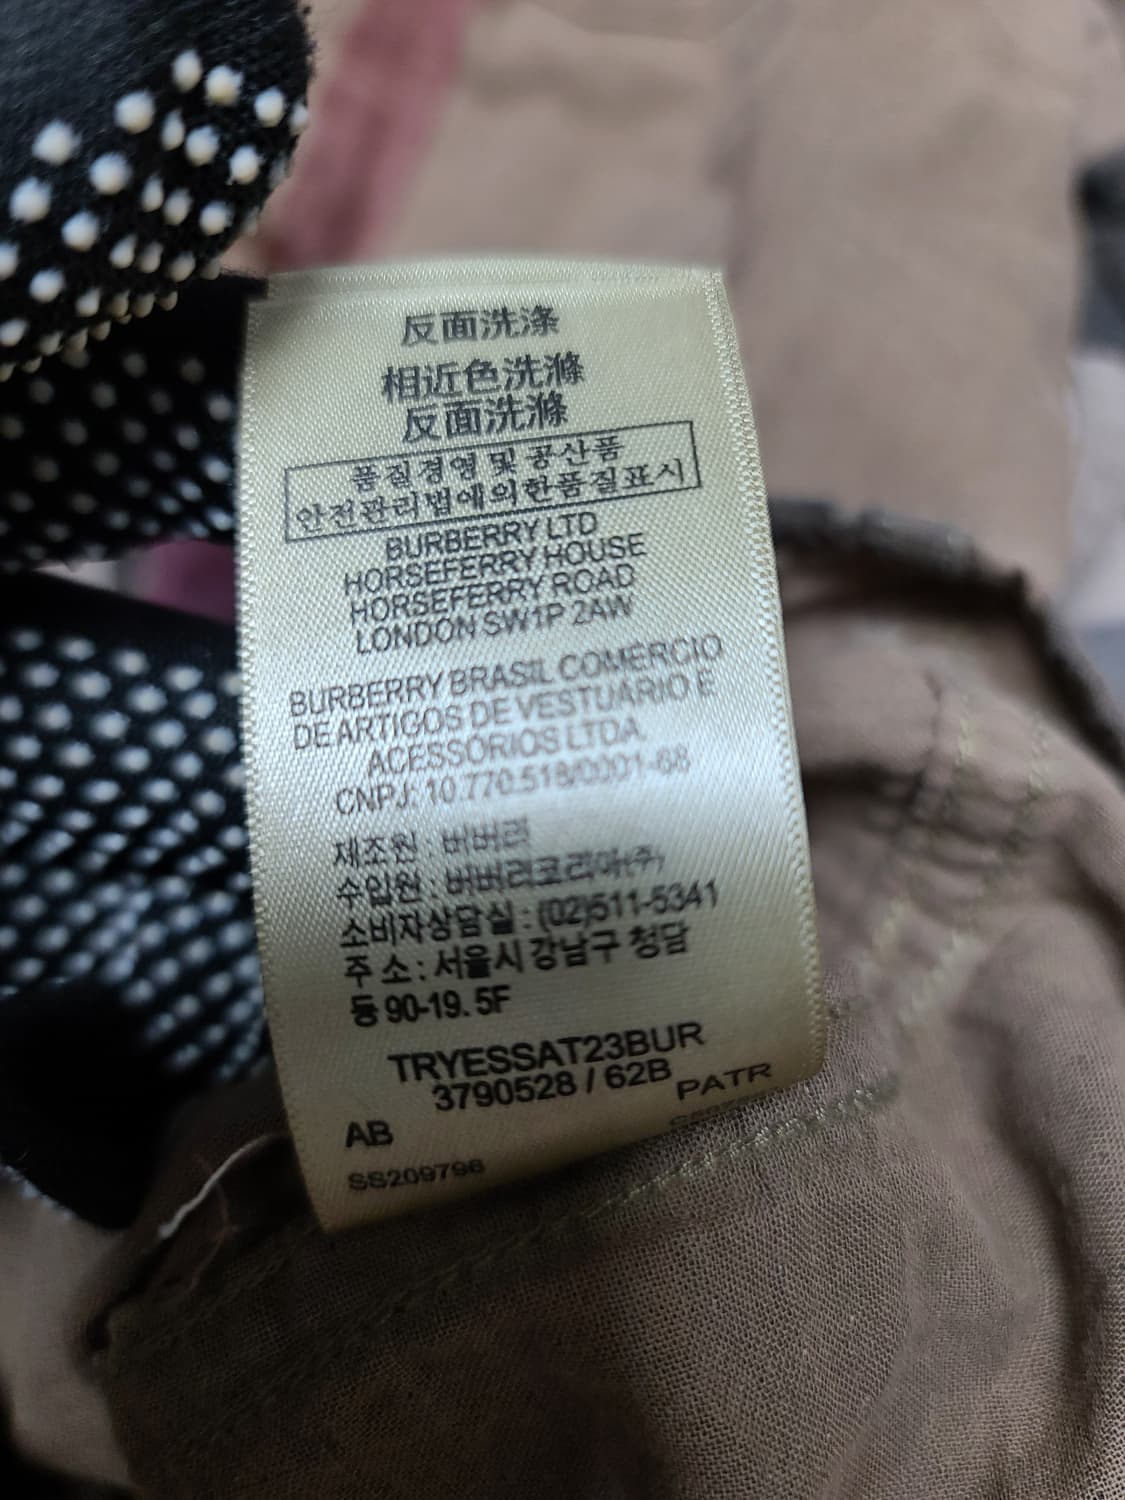 反面洗涤
相近色洗滌
反面洗滌
품질경영 및 공산품
안전관리법에의한품질표시
BURBERRY LTD
HORSEFERRY HOUSE
HORSEFERRY ROAD
LONDON SW1P 2AW
BURBERRY BRASIL COMERCIO
DE ARTIGOS DE VESTUÁRIO E
ACESSÓRIOS LTDA
CNPJ: 10.770.518/0001-68
제조원 : 버버리
수입원 : 버버리코리아(주)
소비자상담실 : (02)511-5341
주 소 : 서울시 강남구 청담
동 90-19. 5F
TRYESSAT23BUR
3790528 / 62B
PATR
AB
SS209798